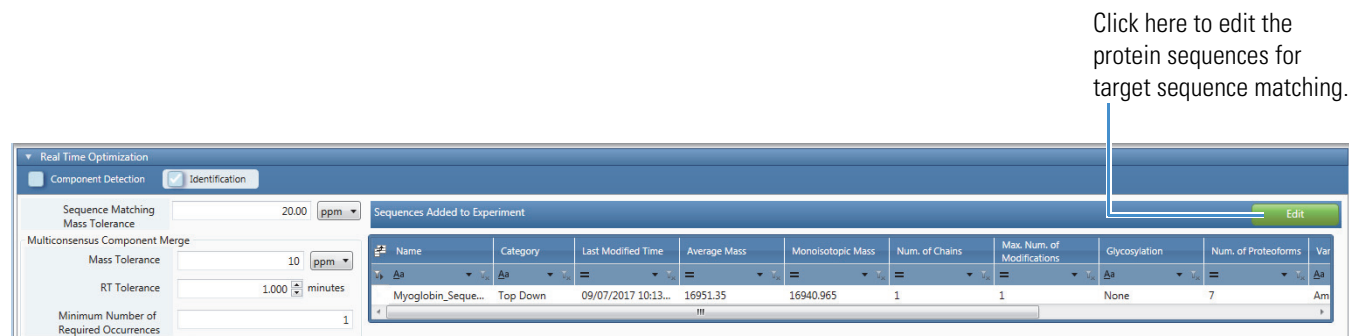 Click here to edit the
protein sequences for
target sequence matching.
Real Time Optimization
Component Detection Identification
Sequence Matching
Mass Tolerance
20.00 ppm
Multiconsensus Component Merge
Mass Tolerance 10 ppm
RT Tolerance 1.000 minutes
Minimum Number of
Required Occurrences
1
Sequences Added to Experiment Edit
Name Category Last Modified Time Average Mass Monoisotopic Mass Num. of Chains Max. Num. of
Modifications
Glycosylation Num. of Proteoforms Var
Aa Aa = = = = = Aa = Aa
Myoglobin_Seque... Top Down 09/07/2017 10:13... 16951.35 16940.965 1 1 None 7 Am